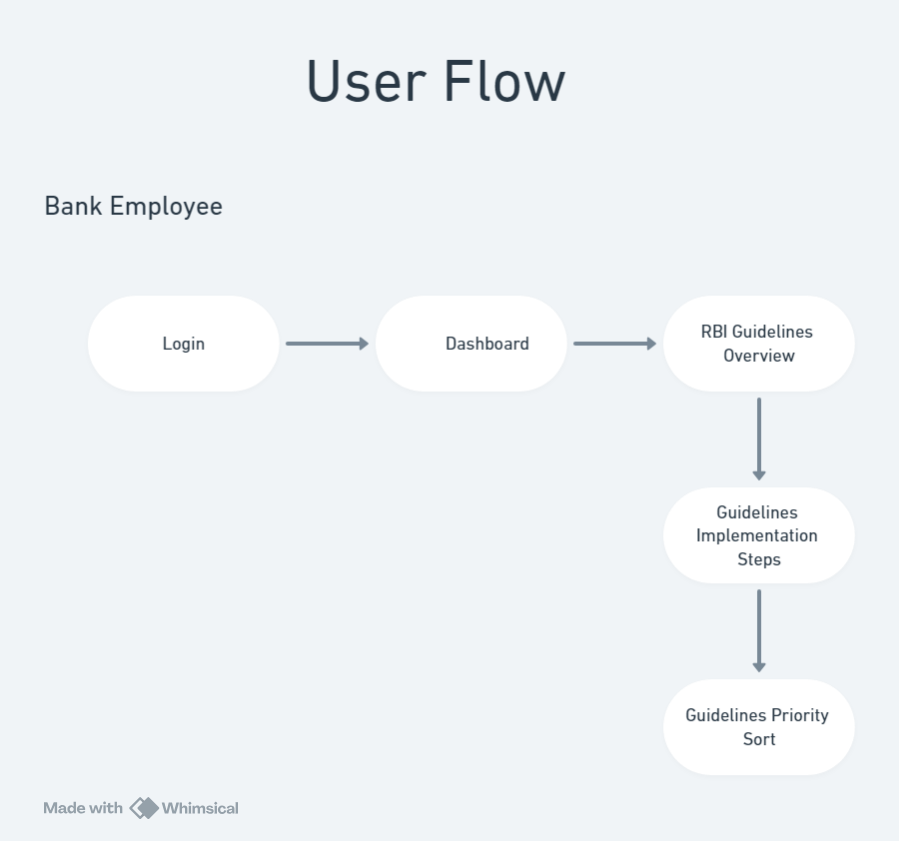 User Flow
Bank Employee
Login
Dashboard
RBI Guidelines
Overview
Guidelines
Implementation
Steps
Guidelines Priority
Sort
Made with Whimsical